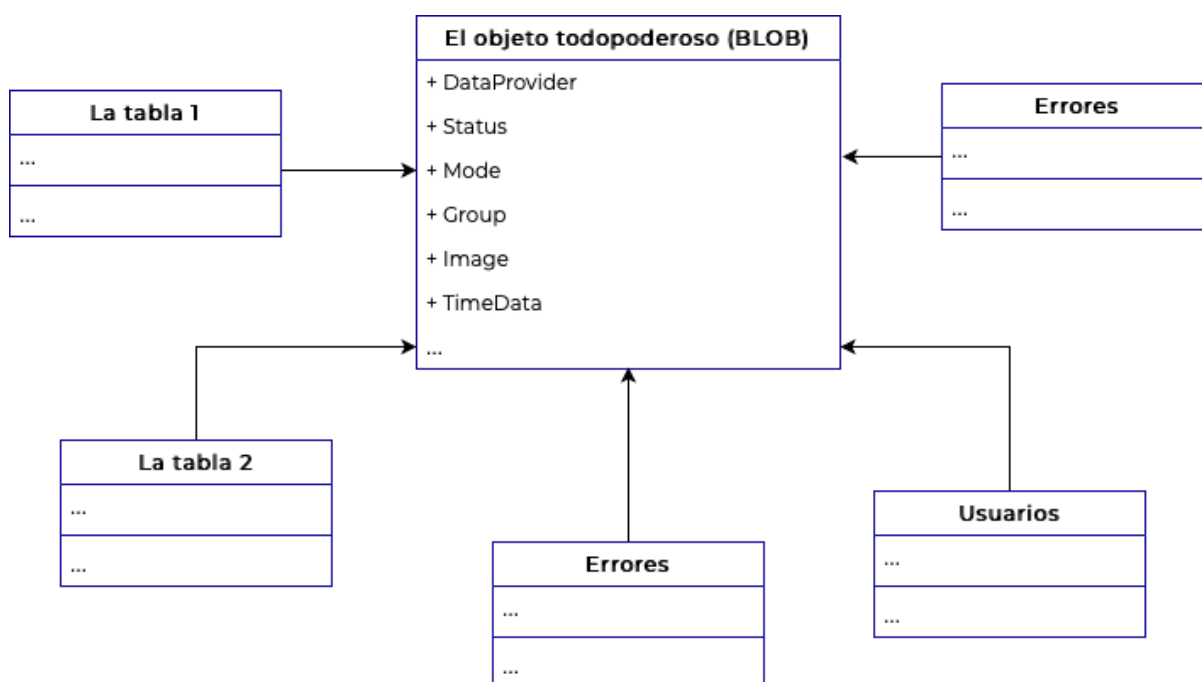 El objeto todopoderoso (BLOB)
+ DataProvider
+ Status
+ Mode
+ Group
+ Image
+ TimeData
...
La tabla 1
...
...
Errores
...
...
La tabla 2
...
...
Errores
...
...
Usuarios
...
...